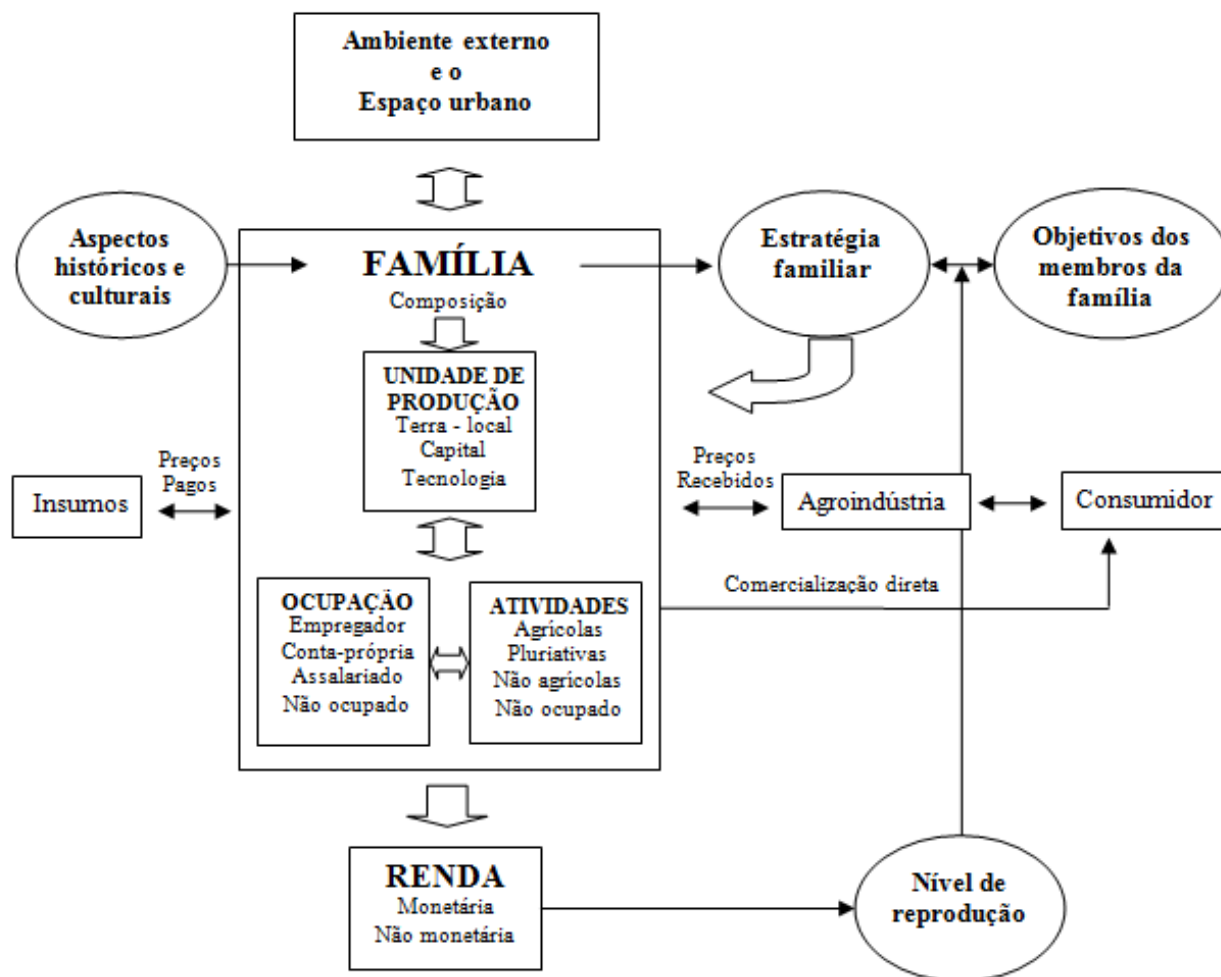 Ambiente externo
e o
Espaço urbano
Aspectos
históricos e
culturais
FAMÍLIA
Composição
Estratégia
familiar
Objetivos dos
membros da
família
UNIDADE DE
PRODUÇÃO
Terra - local
Capital
Tecnologia
Insumos
Preços
Pagos
Preços
Recebidos
Agroindústria
Consumidor
Comercialização direta
OCUPAÇÃO
Empregador
Conta-própria
Assalariado
Não ocupado
ATIVIDADES
Agrícolas
Pluriativas
Não agrícolas
Não ocupado
RENDA
Monetária
Não monetária
Nível de
reprodução